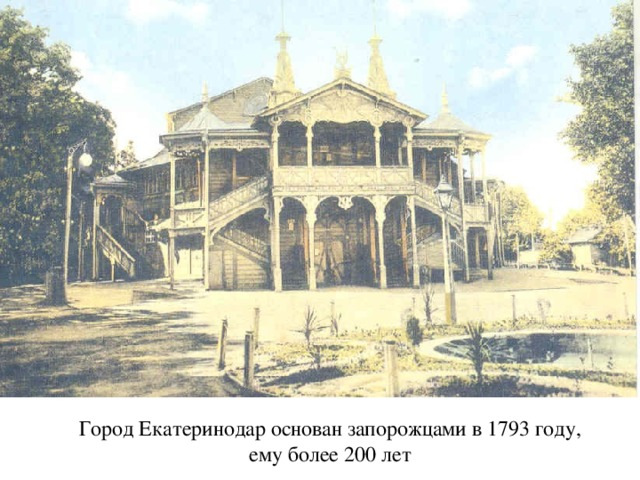 Город Екатеринодар основан запорожцами в 1793 году,
ему более 200 лет